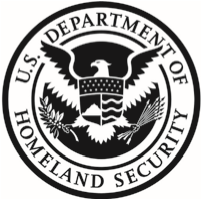 U.S. DEPARTMENT OF
HOMELAND SECURITY